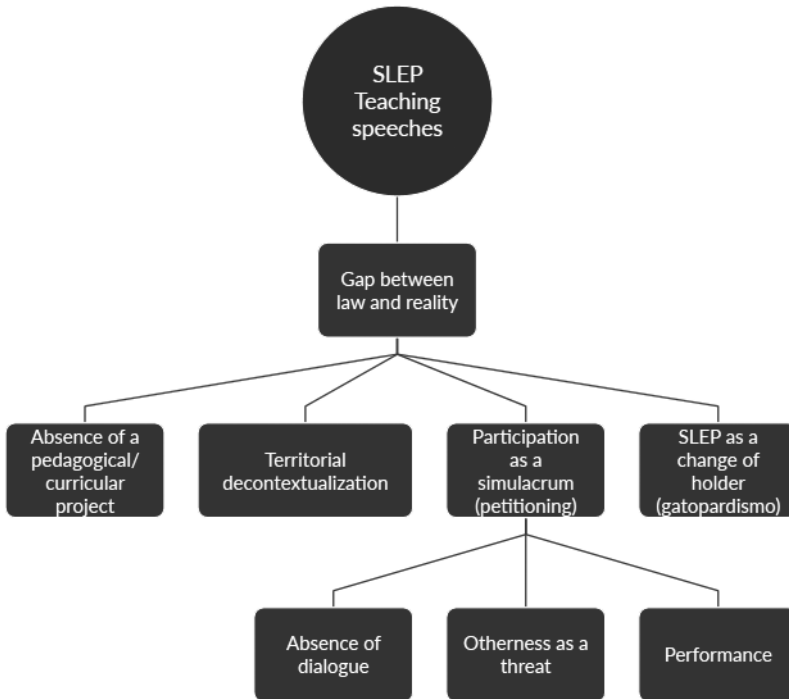 SLEP
Teaching
speeches
Gap between
law and reality
Absence of a
pedagogical/
curricular
project
Territorial
decontextualization
Participation
as a
simulacrum
(petitioning)
SLEP as a
change of
holder
(gatopardismo)
Absence of
dialogue
Otherness as a
threat
Performance